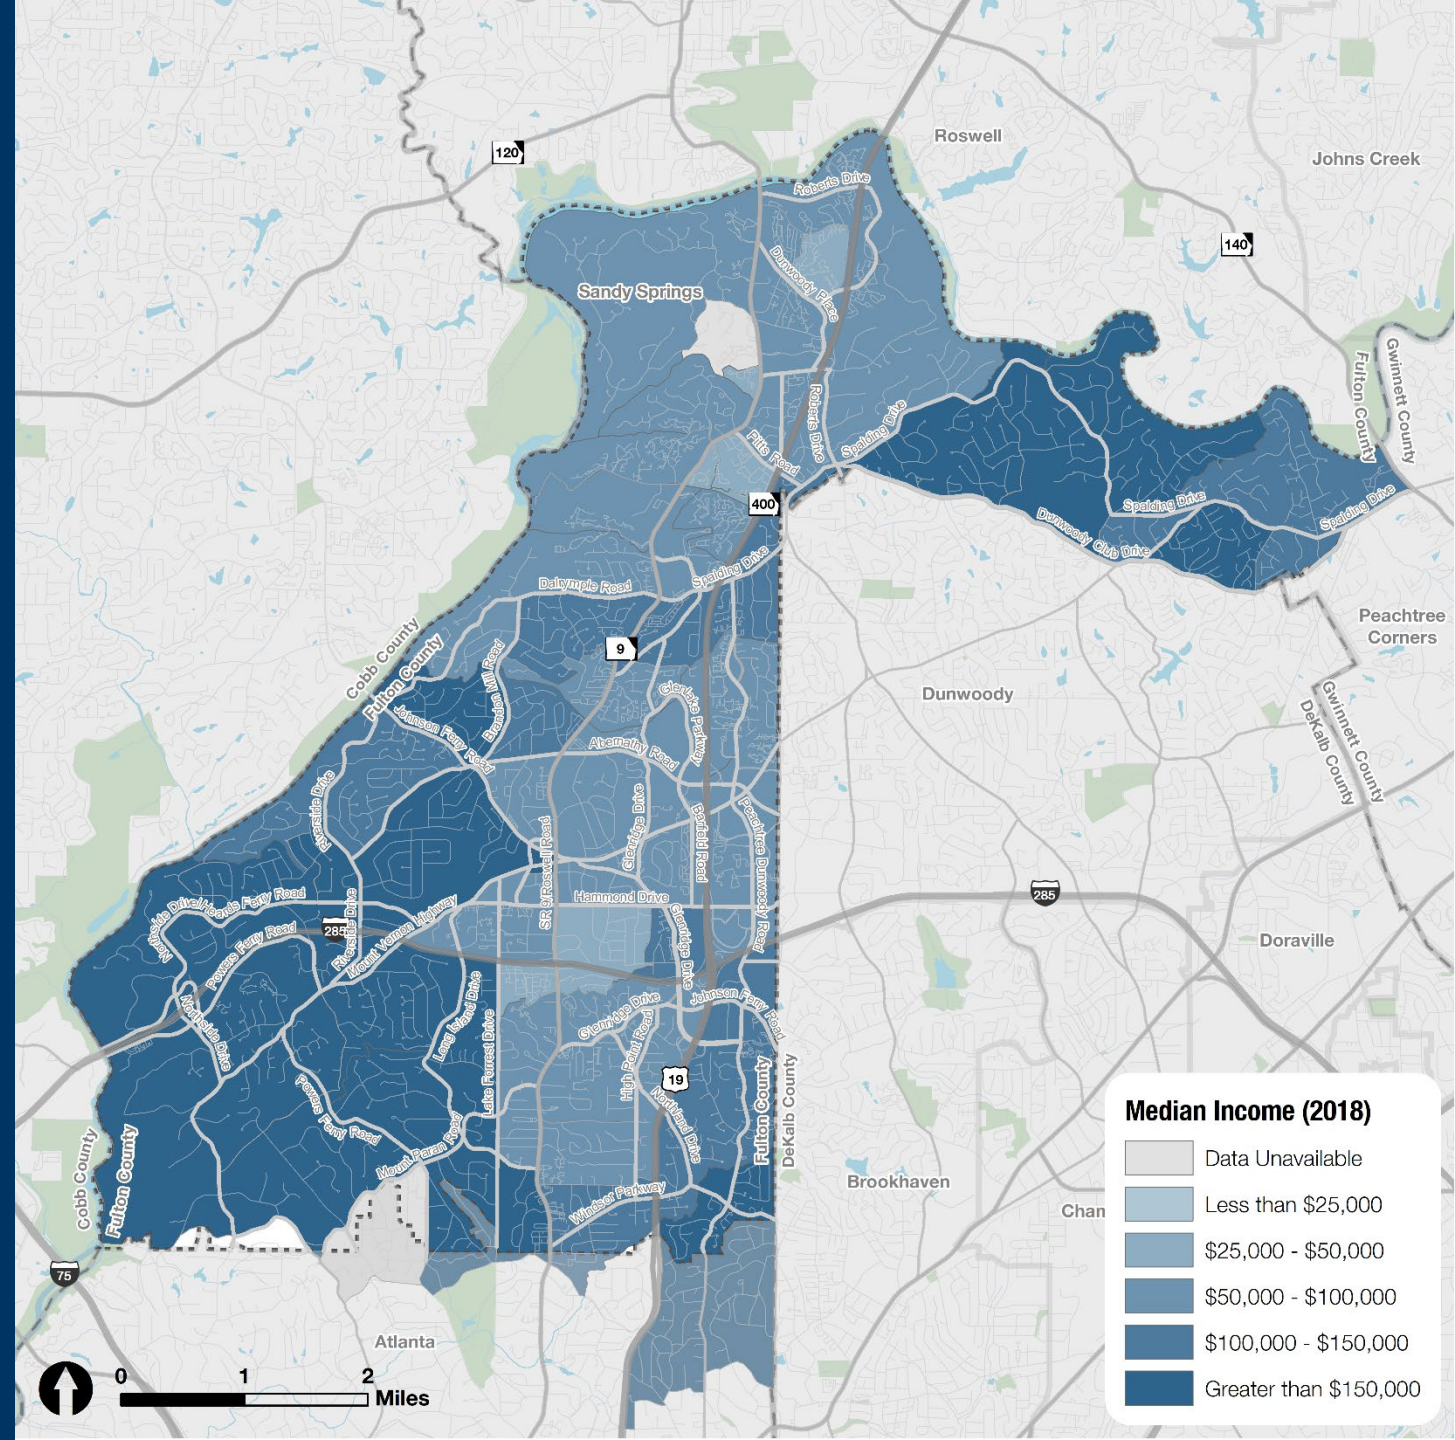 Roswell
Johns Creek
120
140
Roberts Drive
Dunwoody Place
Sandy Springs
Fulton County
Gwinnett County
Roberts Drive
Spalding Drive
Pitts Road
400
Spalding Drive
Spalding Drive
Dunwoody Club Drive
Spalding Drive
Dalrymple Road
Peachtree
Corners
Cobb County
Fulton County
9
Brandon Mill Road
Glenlake Parkway
Dunwoody
Gwinnett County
DeKalb County
Johnson Ferry Road
Abernathy Road
Riverside Drive
Glenridge Drive
Barfield Road
Peachtree Dunwoody Road
SR 9/Roswell Road
Hammond Drive
285
Northside Drive/Heards Ferry Road
Riverside Drive
Mount Vernon Highway
Powers Ferry Road
285
Glenridge Drive
Doraville
Northside Drive
Long Island Drive
Lake Forrest Drive
Glenridge Drive
Johnson Ferry Road
High Point Road
19
Northland Drive
Fulton County
DeKalb County
Powers Ferry Road
Mount Paran Road
Windsor Parkway
Cobb County
Fulton County
Brookhaven
Cham
75
Atlanta
0 1 2
Miles
Median Income (2018)
Data Unavailable
Less than $25,000
$25,000 - $50,000
$50,000 - $100,000
$100,000 - $150,000
Greater than $150,000